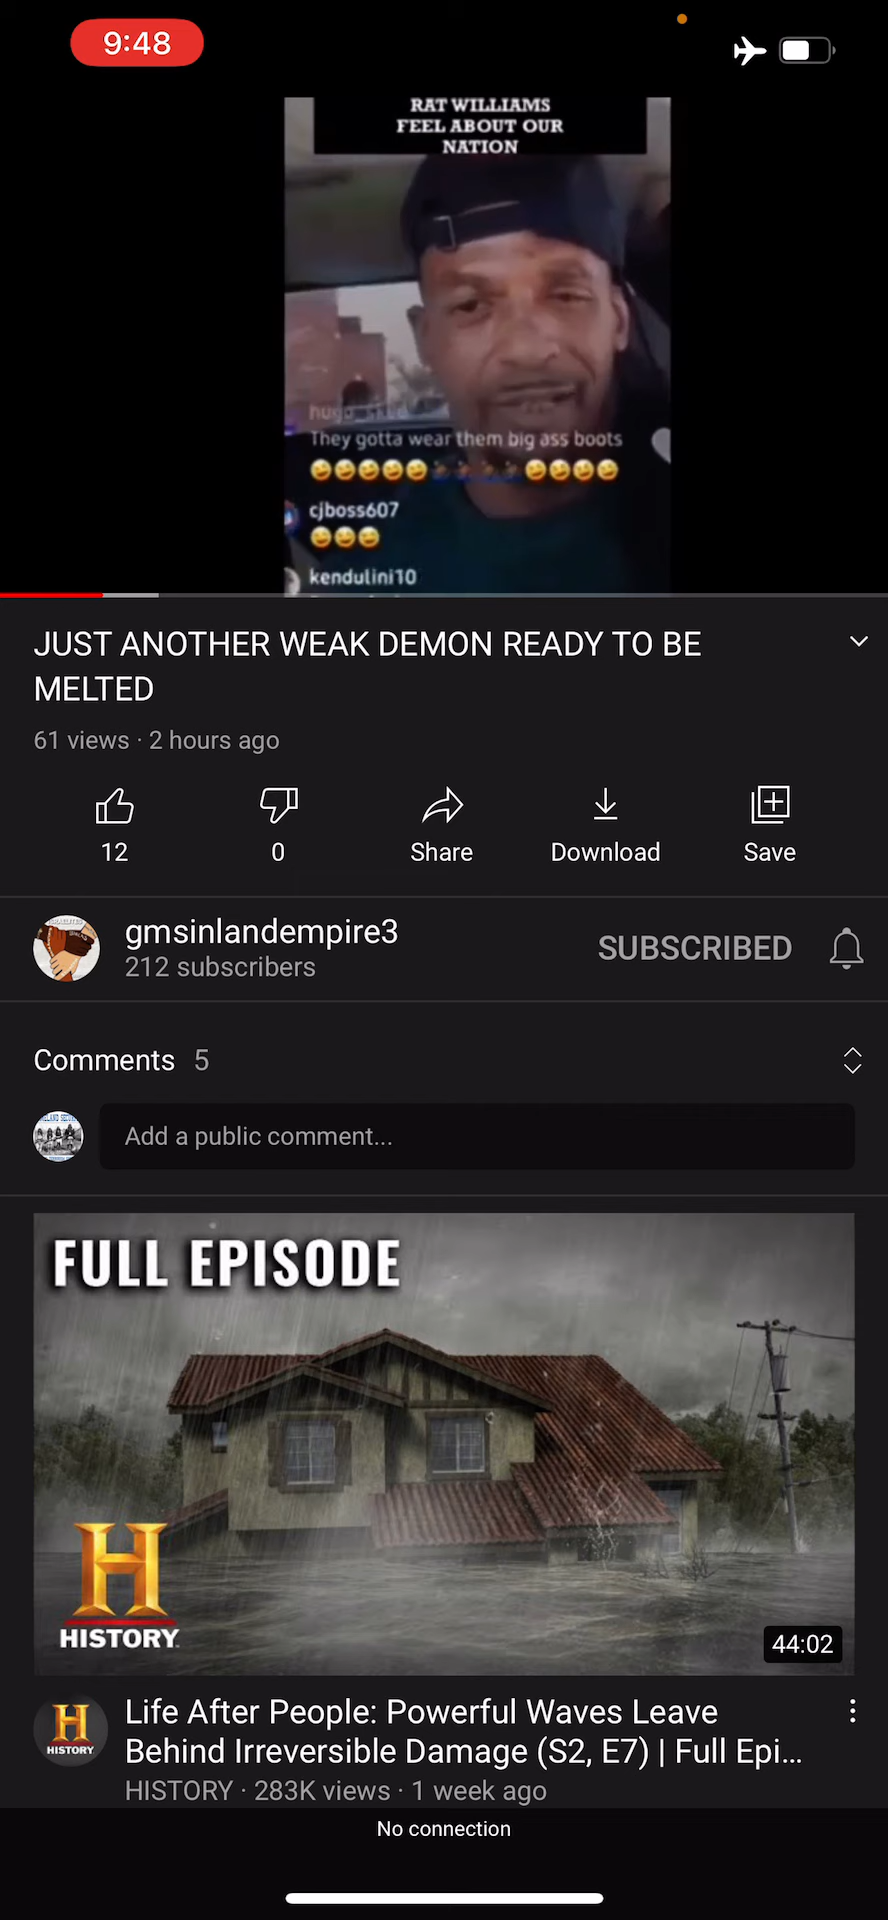 9:48
RAT WILLIAMS
FEEL ABOUT OUR
NATION
They gotta wear them big ass boots
🤣🤣🤣🤣🤣🤣🤣🤣🤣
cjboss607
🤣🤣🤣
kendulini10
JUST ANOTHER WEAK DEMON READY TO BE
MELTED
61 views · 2 hours ago
12
0
Share
Download
Save
gmsinlandempire3
212 subscribers
SUBSCRIBED
Comments 5
Add a public comment...
FULL EPISODE
H
HISTORY
44:02
H
HISTORY
Life After People: Powerful Waves Leave
Behind Irreversible Damage (S2, E7) | Full Epi...
HISTORY · 283K views · 1 week ago
No connection